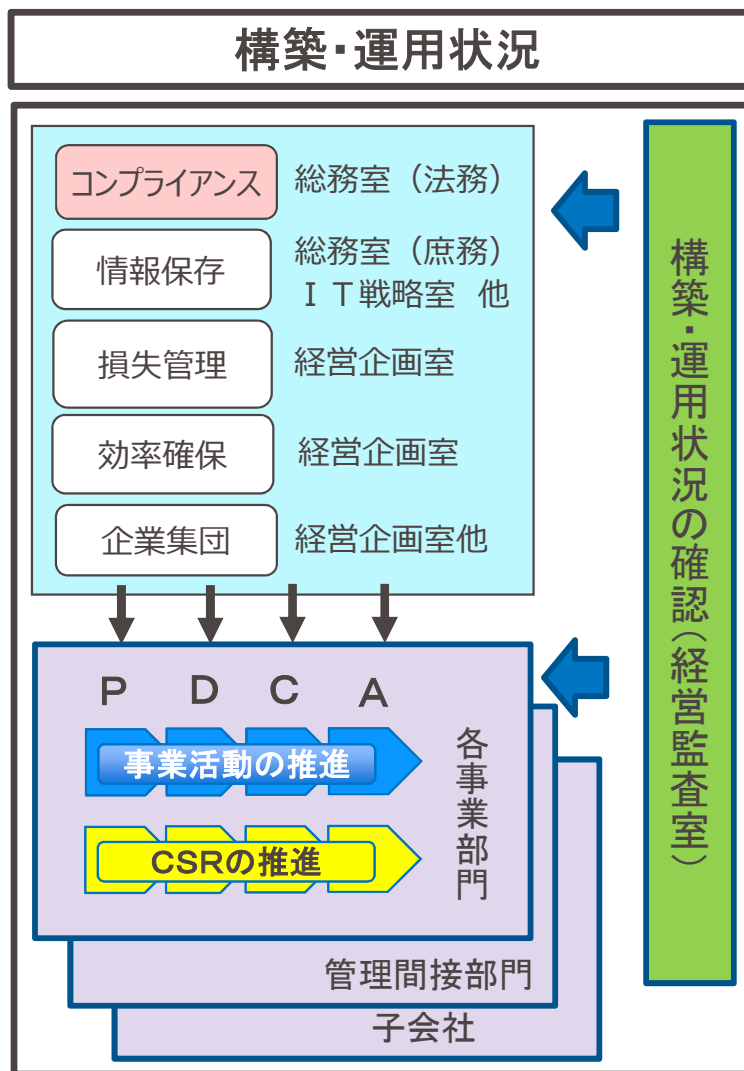 構築・運用状況
コンプライアンス 総務室（法務）
情報保存 総務室（庶務）
ＩＴ戦略室 他
損失管理 経営企画室
効率確保 経営企画室
企業集団 経営企画室他
P D C A
事業活動の推進
CSRの推進
各事業部門
管理間接部門
子会社
構築・運用状況の確認（経営監査室）